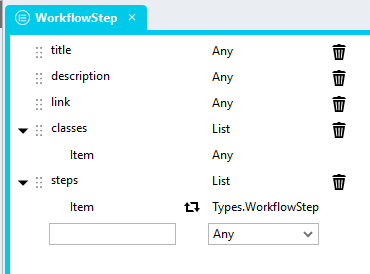 WorkflowStep ×
title Any
description Any
link Any
classes List
Item Any
steps List
Item Types.WorkflowStep
Any